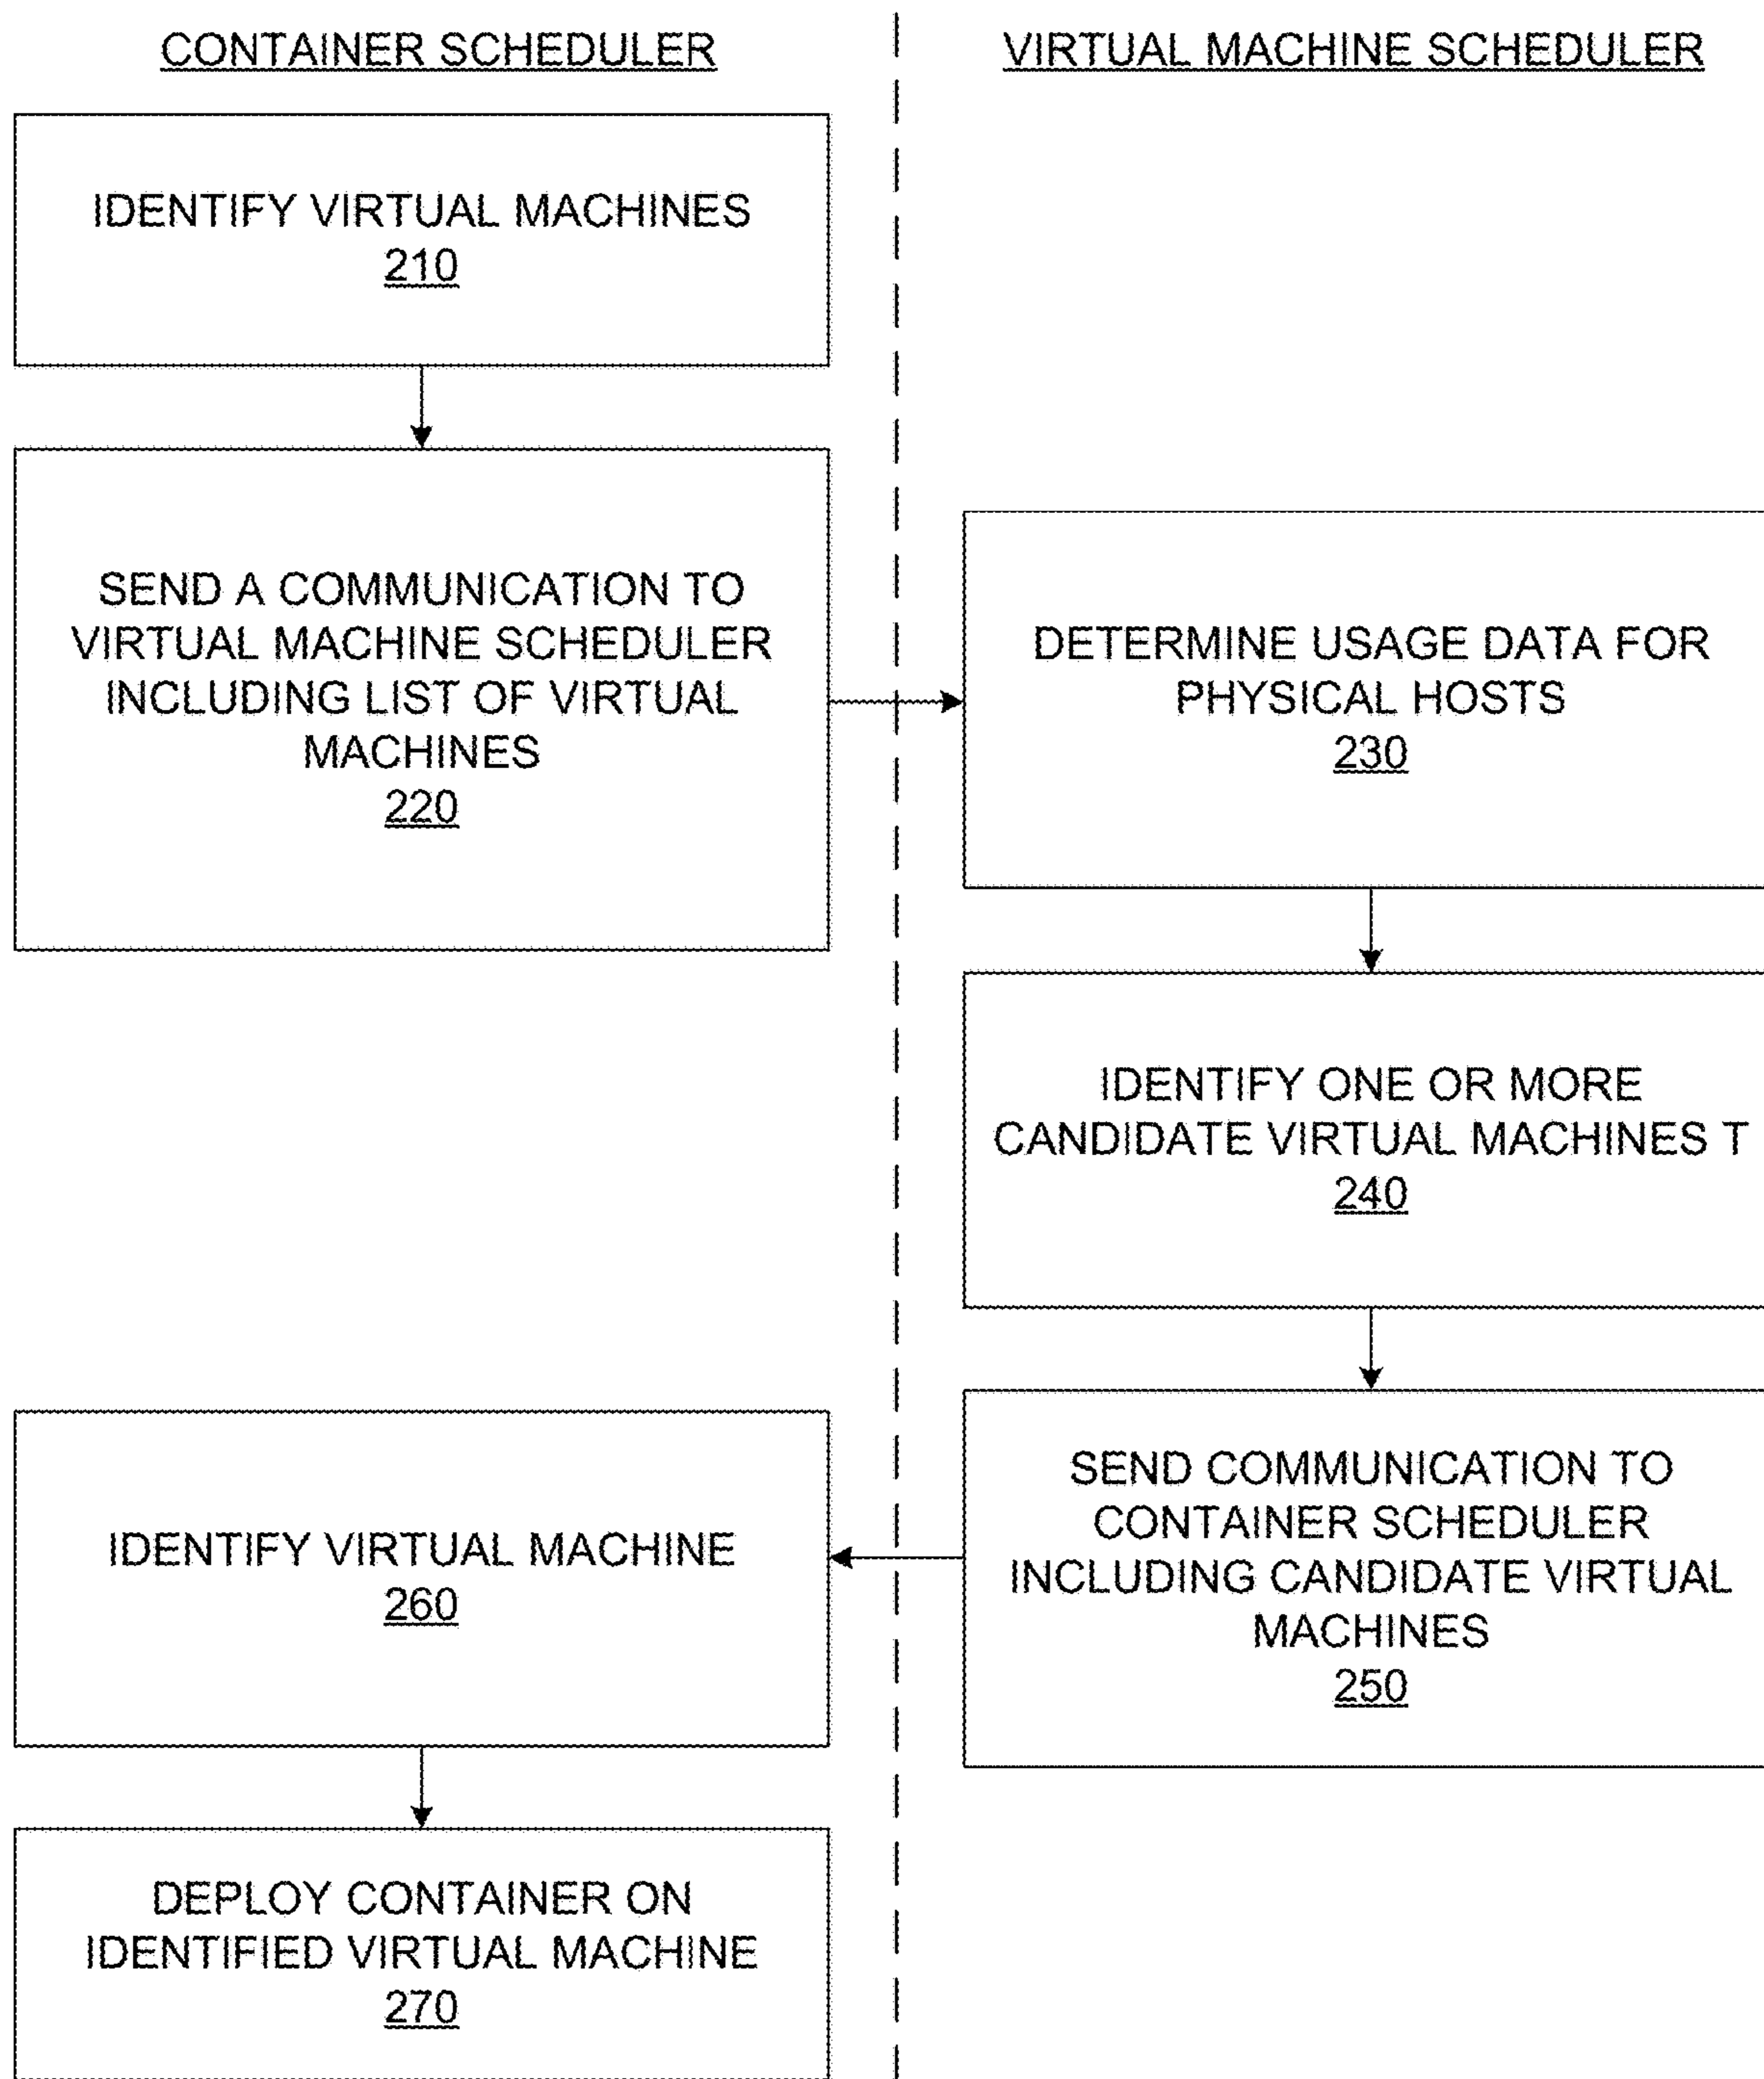 CONTAINER SCHEDULER
VIRTUAL MACHINE SCHEDULER
IDENTIFY VIRTUAL MACHINES
210
SEND A COMMUNICATION TO
VIRTUAL MACHINE SCHEDULER
INCLUDING LIST OF VIRTUAL
MACHINES
220
DETERMINE USAGE DATA FOR
PHYSICAL HOSTS
230
IDENTIFY ONE OR MORE
CANDIDATE VIRTUAL MACHINES T
240
SEND COMMUNICATION TO
CONTAINER SCHEDULER
INCLUDING CANDIDATE VIRTUAL
MACHINES
250
IDENTIFY VIRTUAL MACHINE
260
DEPLOY CONTAINER ON
IDENTIFIED VIRTUAL MACHINE
270